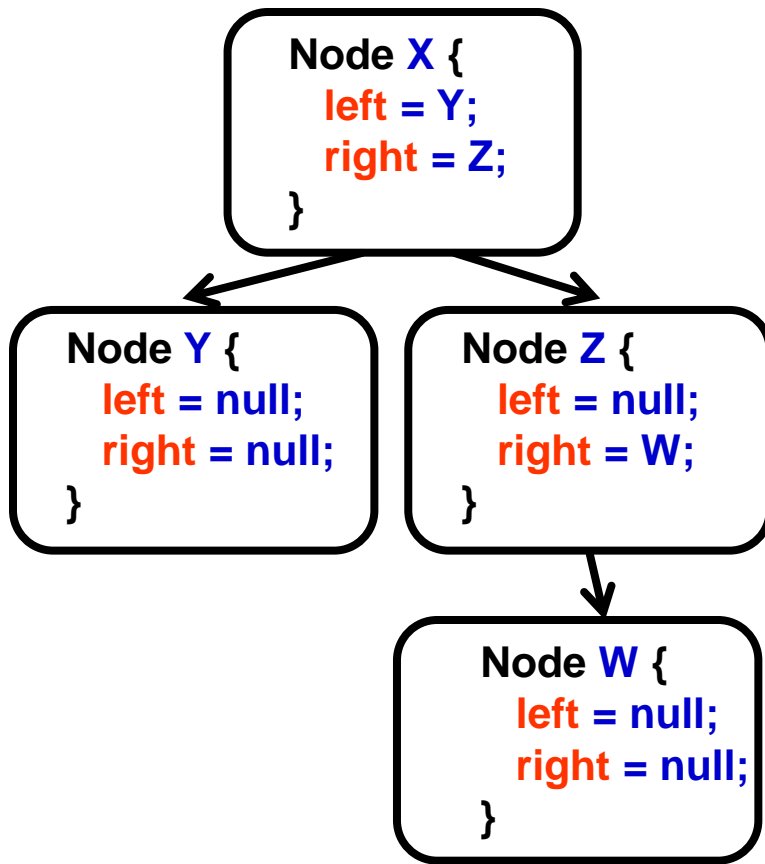 Node X {
left = Y;
right = Z;
}
Node Y {
left = null;
right = null;
}
Node Z {
left = null;
right = W;
}
Node W {
left = null;
right = null;
}